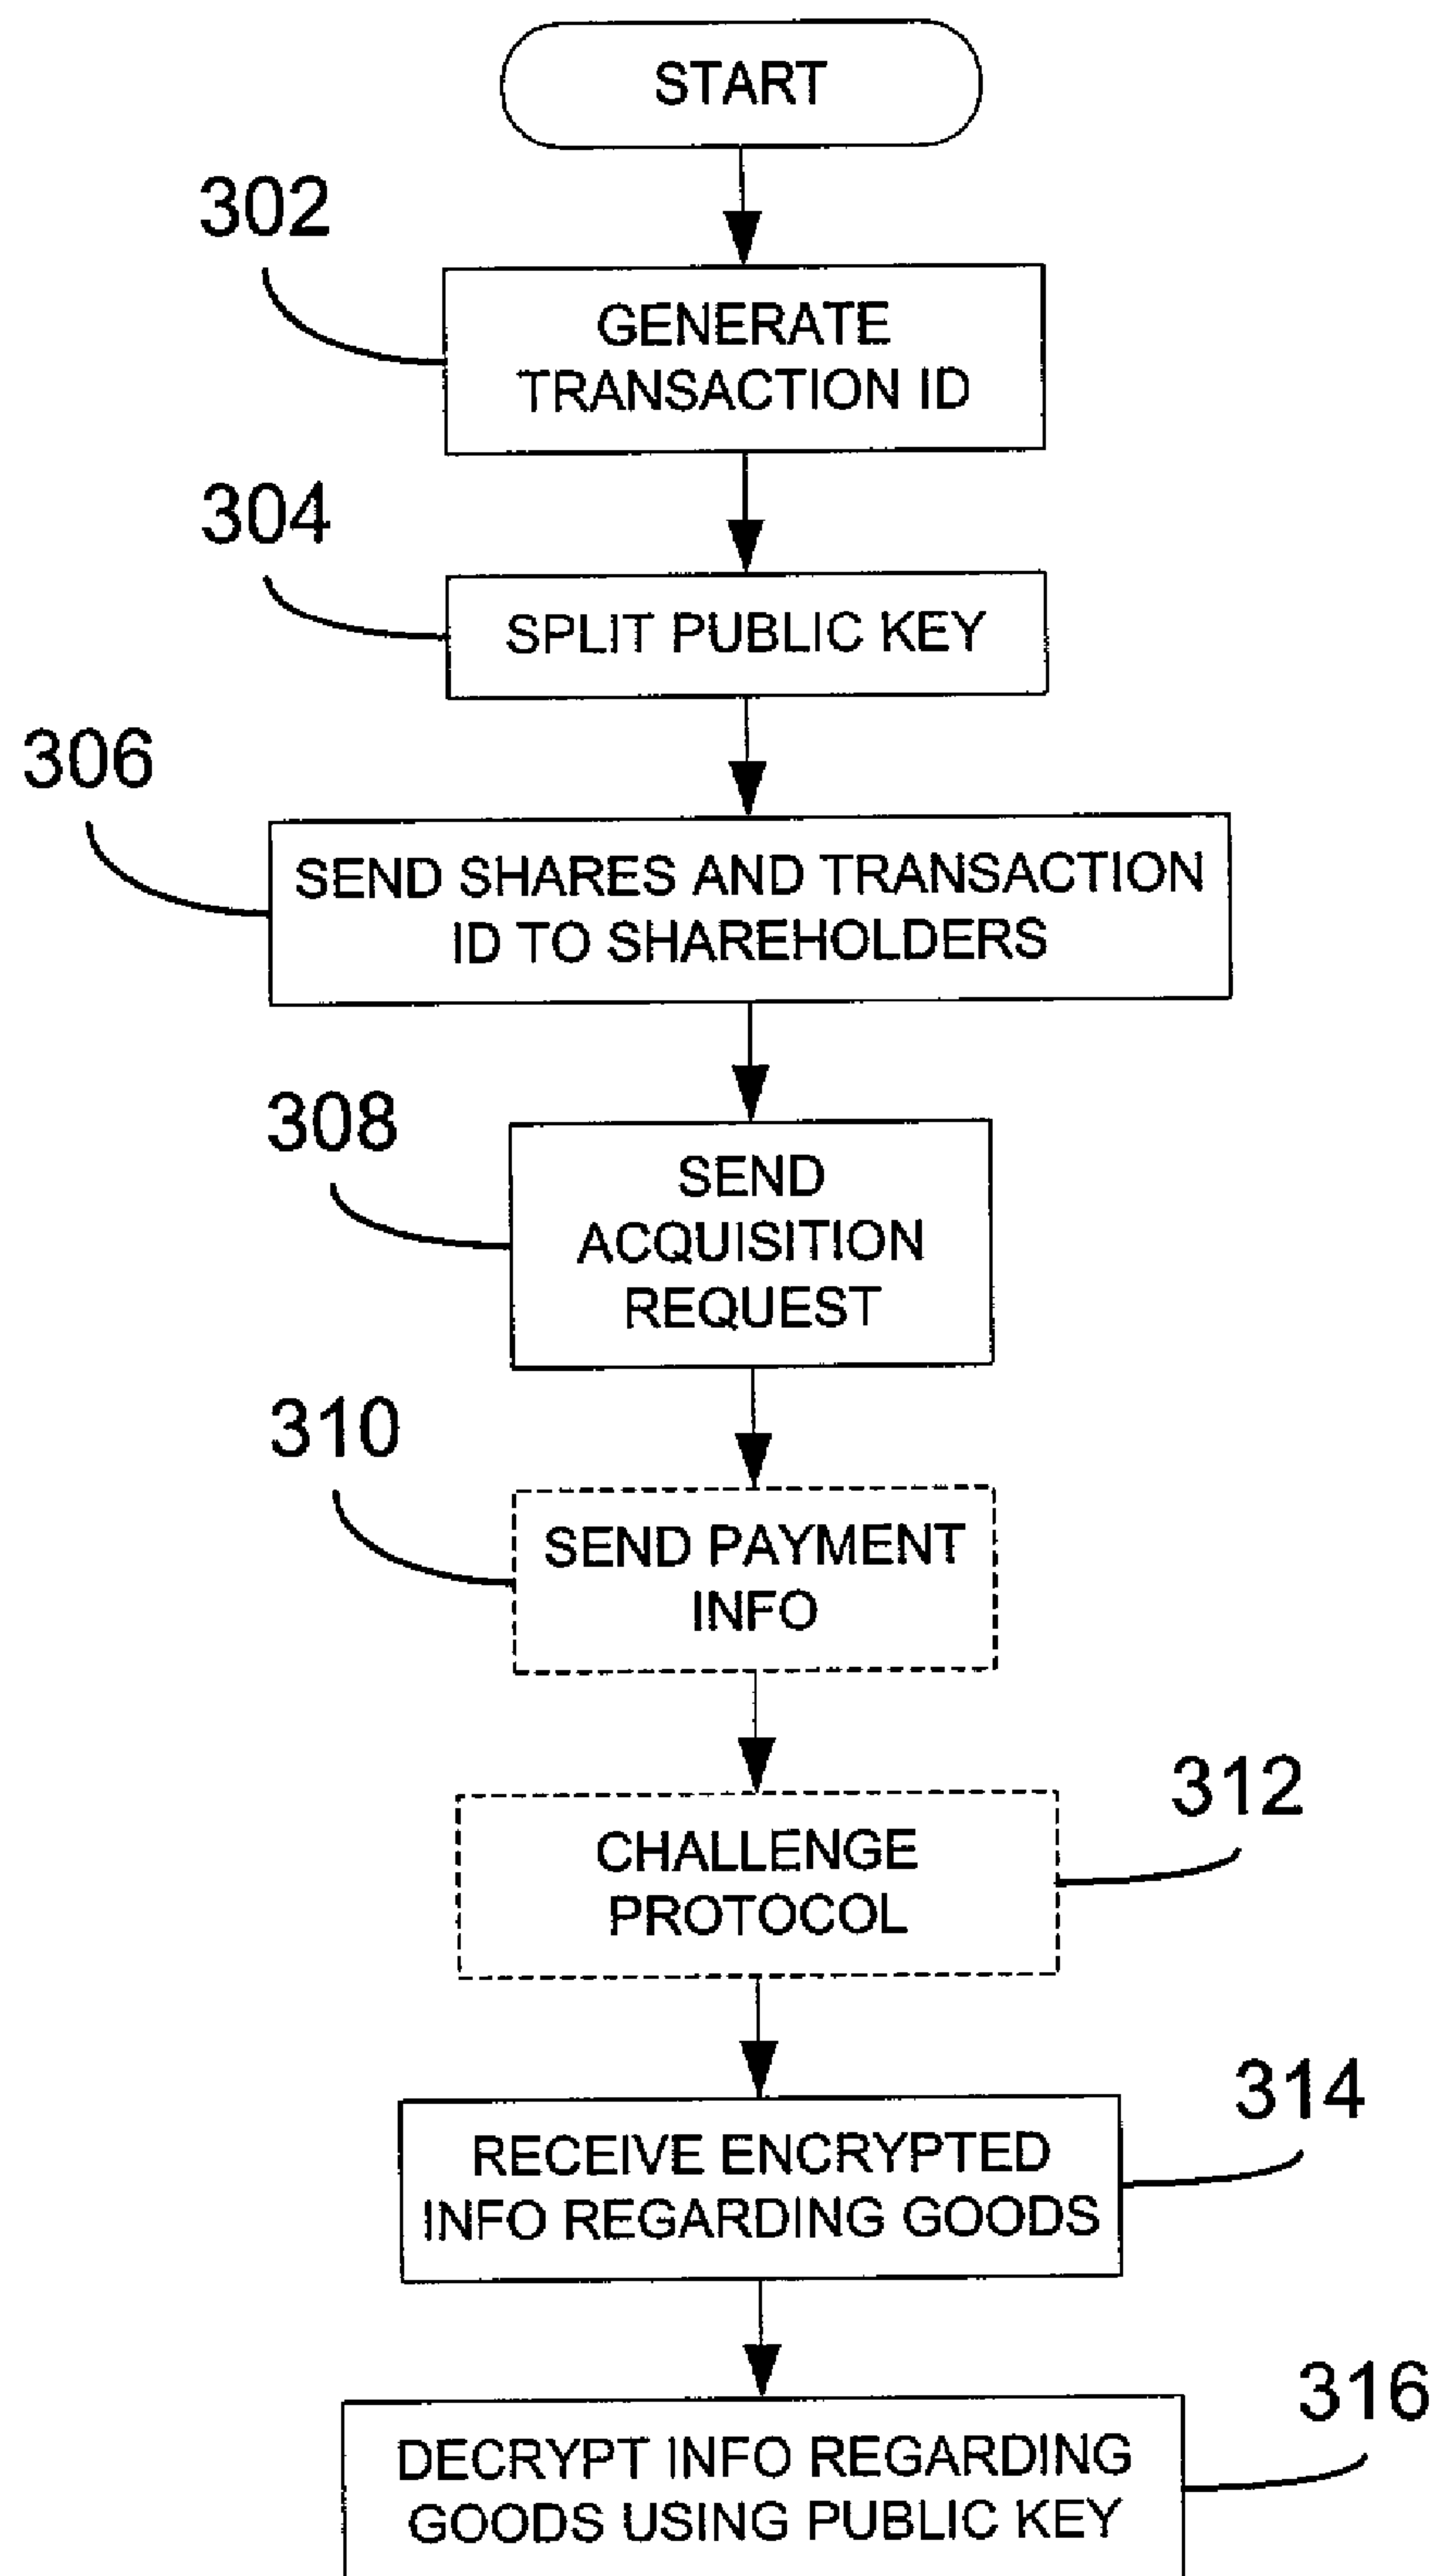 START
302
GENERATE
TRANSACTION ID
304
SPLIT PUBLIC KEY
306
SEND SHARES AND TRANSACTION
ID TO SHAREHOLDERS
308
SEND
ACQUISITION
REQUEST
310
SEND PAYMENT
INFO
312
CHALLENGE
PROTOCOL
314
RECEIVE ENCRYPTED
INFO REGARDING GOODS
316
DECRYPT INFO REGARDING
GOODS USING PUBLIC KEY